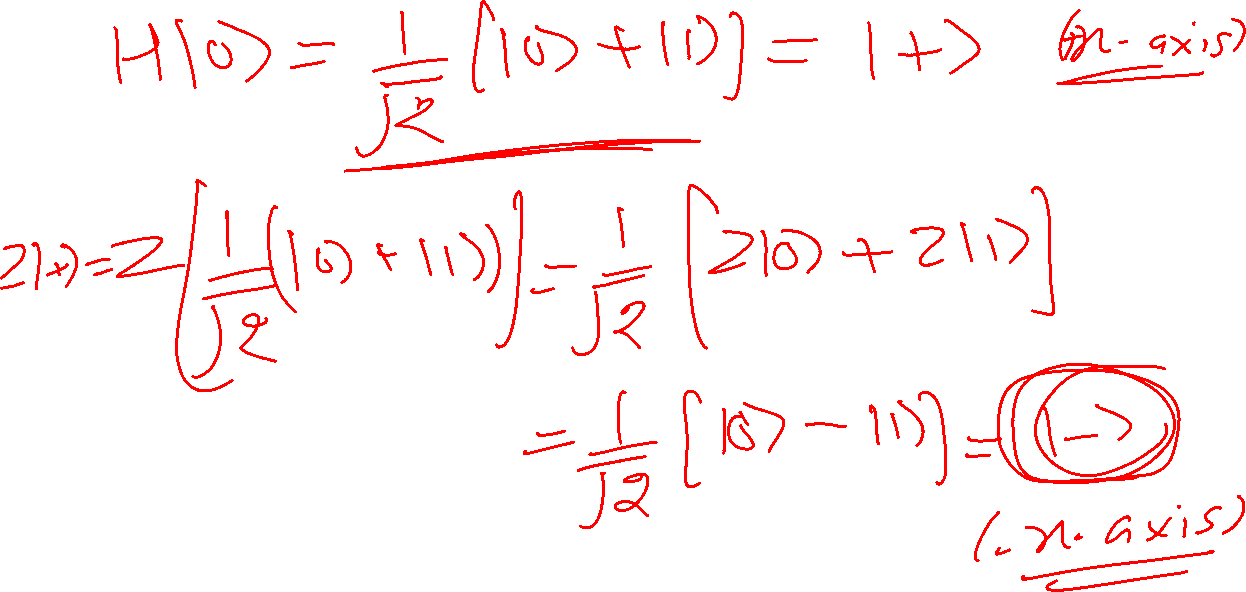 H|0⟩ = 1/√2 [|0⟩ + |1⟩] = |+⟩ (+x-axis)
Z|+⟩ = Z[1/√2 (|0⟩ + |1⟩)] = 1/√2 [Z|0⟩ + Z|1⟩]
= 1/√2 [|0⟩ - |1⟩] = |-⟩
(-x-axis)